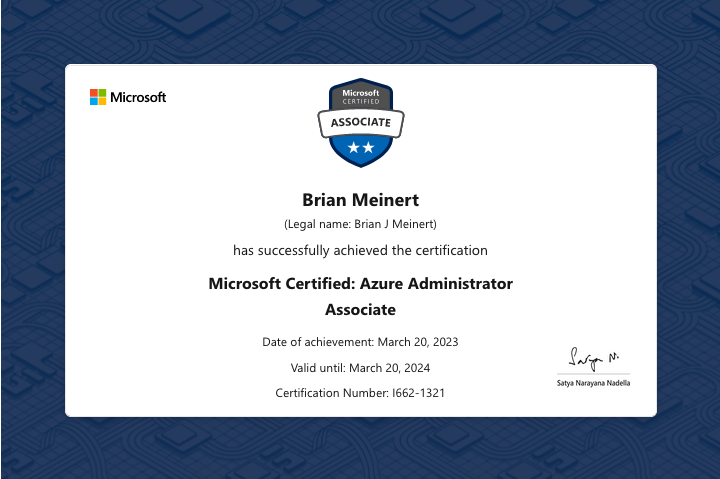 Microsoft
Microsoft
CERTIFIED
ASSOCIATE
Brian Meinert
(Legal name: Brian J Meinert)
has successfully achieved the certification
Microsoft Certified: Azure Administrator
Associate
Date of achievement: March 20, 2023
Valid until: March 20, 2024
Certification Number: I662-1321
Satya N.
Satya Narayana Nadella